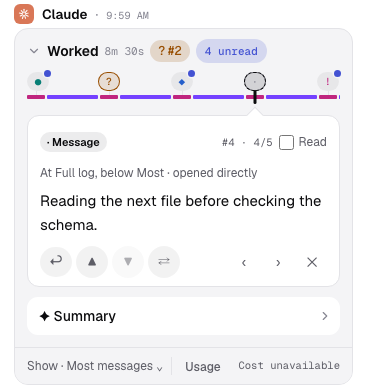 Claude · 9:59 AM
Worked 8m 30s ? #2 4 unread
? !
· Message #4 · 4/5 Read
At Full log, below Most · opened directly
Reading the next file before checking the
schema.
Summary
Show · Most messages Usage Cost unavailable